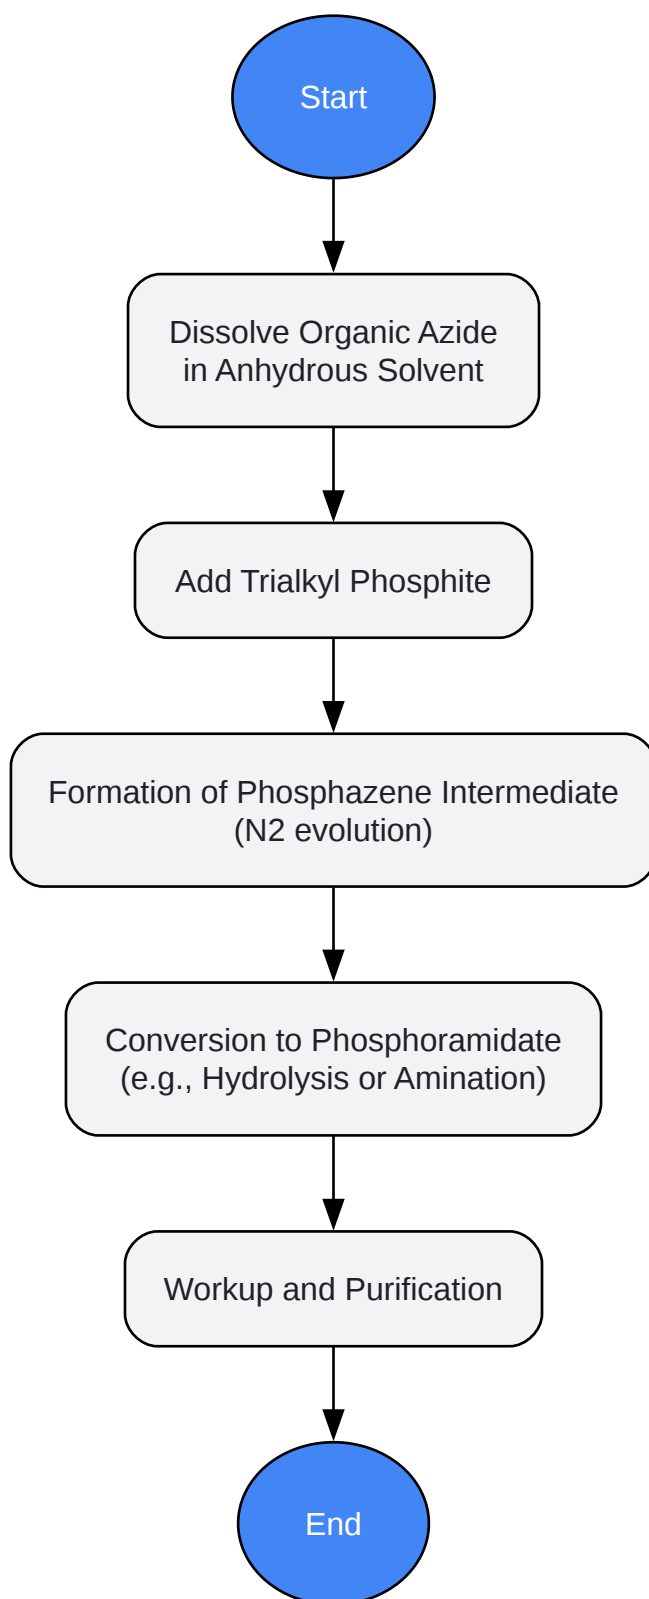 Start
Dissolve Organic Azide
in Anhydrous Solvent
Add Trialkyl Phosphite
Formation of Phosphazene Intermediate
(N2 evolution)
Conversion to Phosphoramidate
(e.g., Hydrolysis or Amination)
Workup and Purification
End